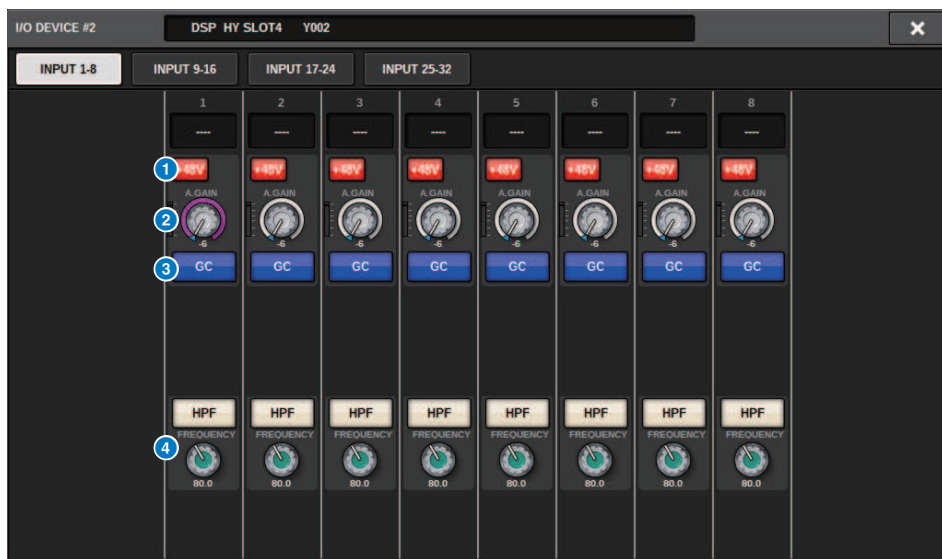 I/O DEVICE #2 DSP HY SLOT4 Y002
INPUT 1-8 INPUT 9-16 INPUT 17-24 INPUT 25-32
1 2 3 4 5 6 7 8
---- ---- ---- ---- ---- ---- ---- ----
1 +48V +48V +48V +48V +48V +48V +48V +48V
A.GAIN A.GAIN A.GAIN A.GAIN A.GAIN A.GAIN A.GAIN A.GAIN
2
-6 -6 -6 -6 -6 -6 -6 -6
3 GC GC GC GC GC GC GC GC
HPF HPF HPF HPF HPF HPF HPF HPF
FREQUENCY FREQUENCY FREQUENCY FREQUENCY FREQUENCY FREQUENCY FREQUENCY FREQUENCY
4
80.0 80.0 80.0 80.0 80.0 80.0 80.0 80.0